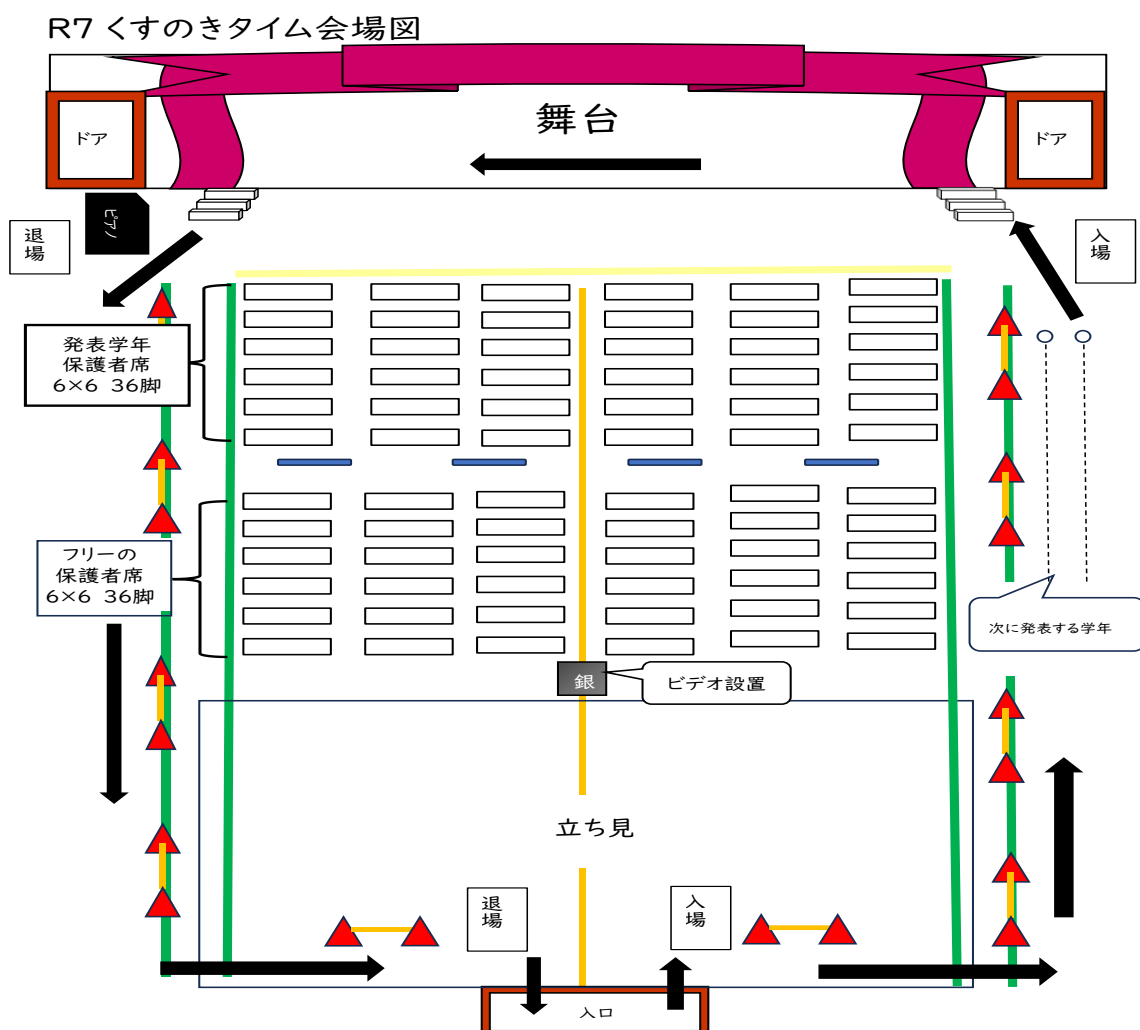 R7 くすのきタイム会場図
舞台
ドア
ドア
ピアノ
退場
入場
発表学年
保護者席
6×6 36脚
フリーの
保護者席
6×6 36脚
次に発表する学年
銀
ビデオ設置
立ち見
退場
入場
入口